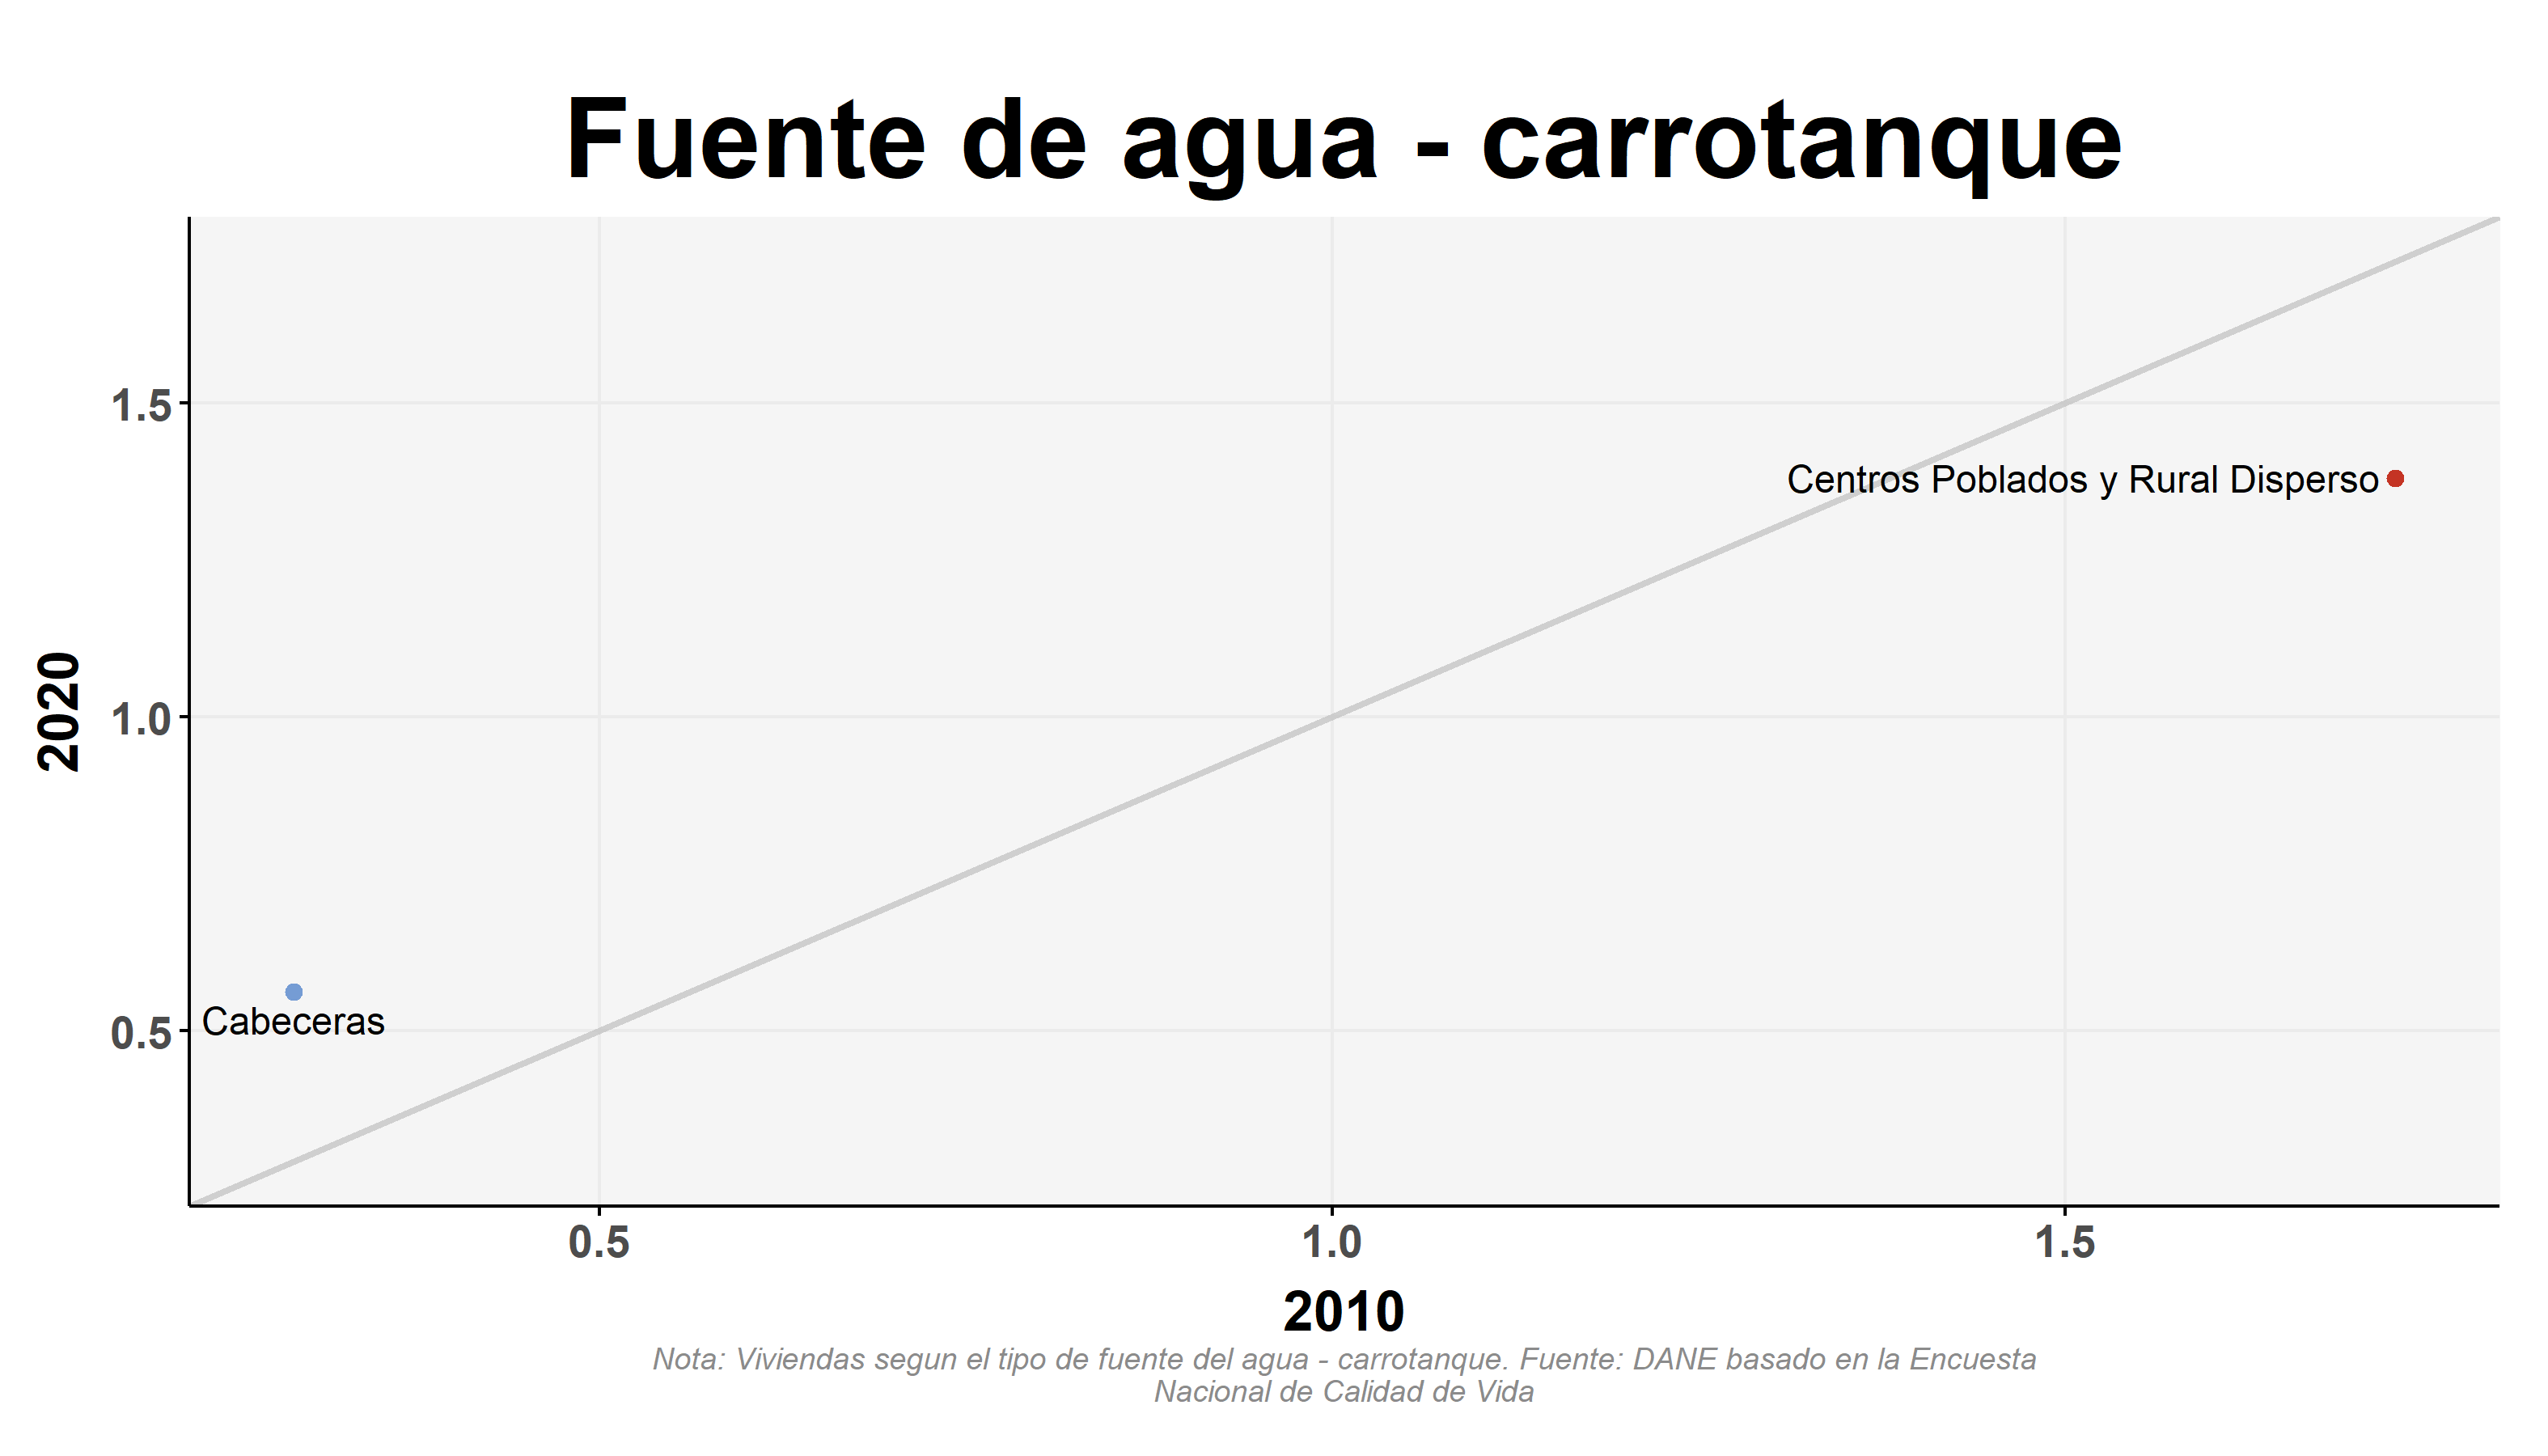 Fuente de agua - carrotanque
1.5
Centros Poblados y Rural Disperso
2020
1.0
Cabeceras
0.5
0.5
1.0
1.5
2010
Nota: Viviendas segun el tipo de fuente del agua - carrotanque. Fuente: DANE basado en la Encuesta
Nacional de Calidad de Vida